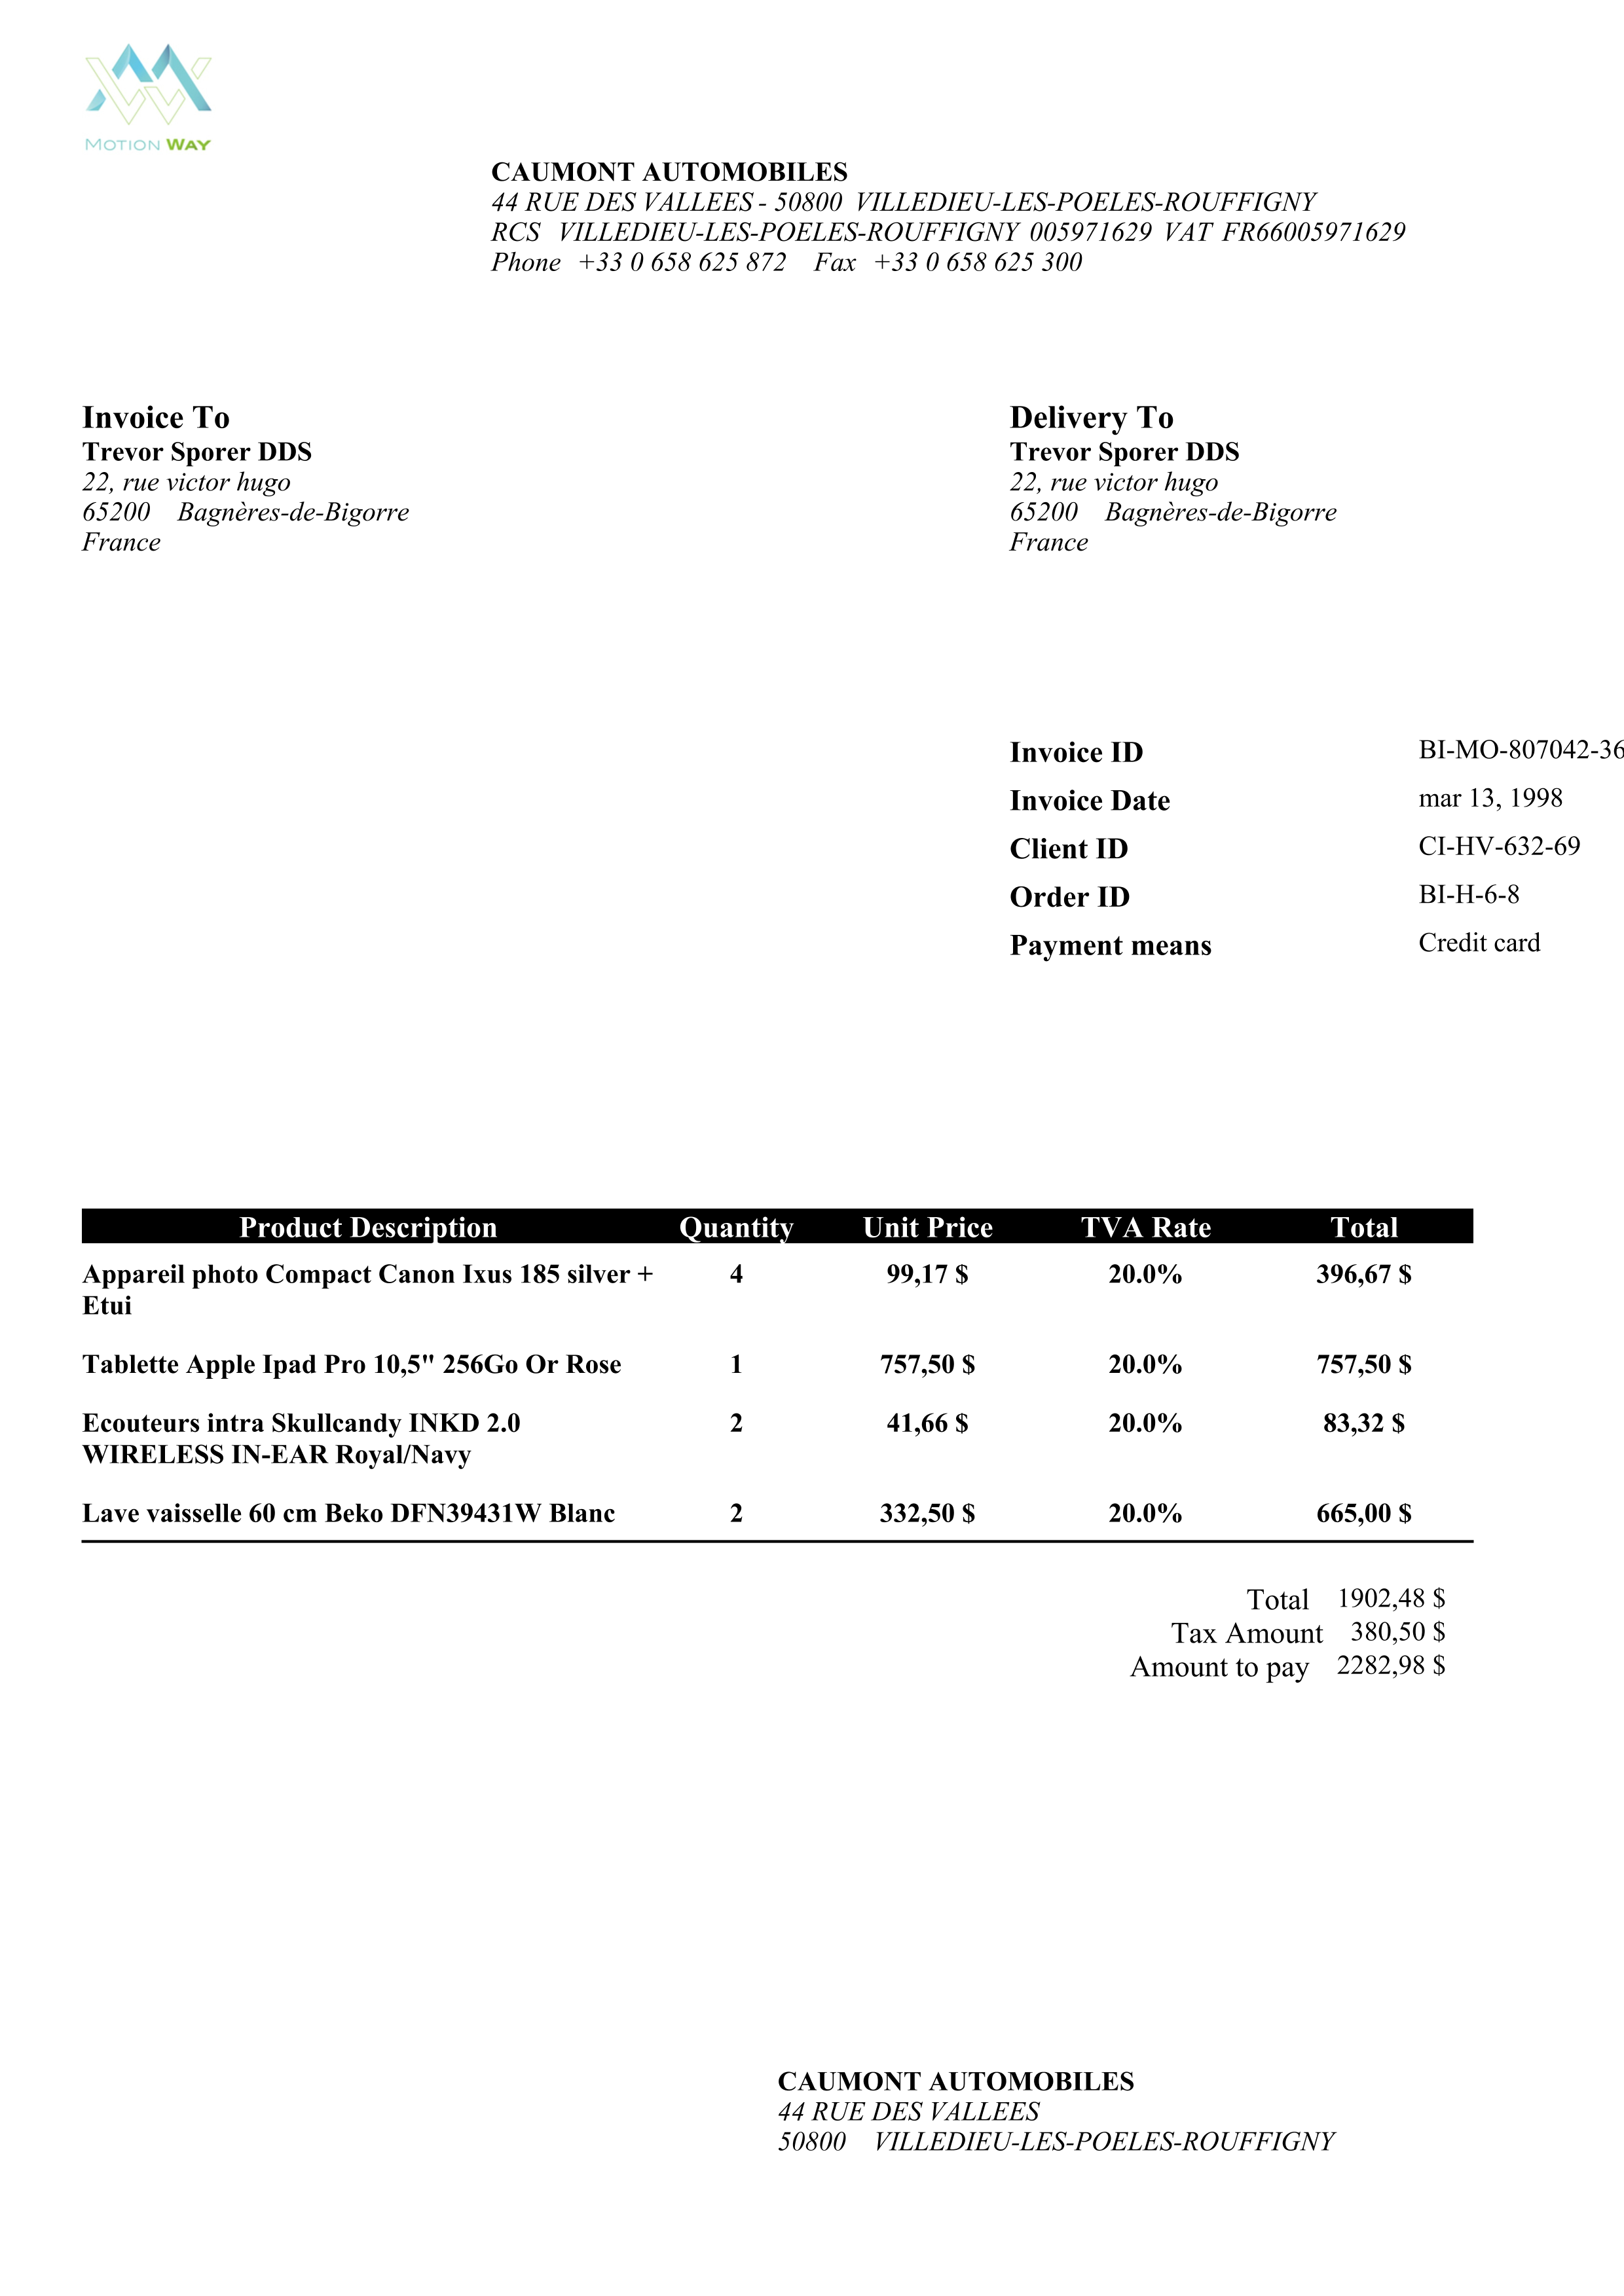 MOTION WAY
CAUMONT AUTOMOBILES
44 RUE DES VALLEES - 50800 VILLEDIEU-LES-POELES-ROUFFIGNY
RCS VILLEDIEU-LES-POELES-ROUFFIGNY 005971629 VAT FR66005971629
Phone +33 0 658 625 872 Fax +33 0 658 625 300
Invoice To
Trevor Sporer DDS
22, rue victor hugo
65200 Bagnères-de-Bigorre
France
Delivery To
Trevor Sporer DDS
22, rue victor hugo
65200 Bagnères-de-Bigorre
France
Invoice ID BI-MO-807042-36
Invoice Date mar 13, 1998
Client ID CI-HV-632-69
Order ID BI-H-6-8
Payment means Credit card
Product Description Quantity Unit Price TVA Rate Total
Appareil photo Compact Canon Ixus 185 silver + 4 99,17 $ 20.0% 396,67 $
Etui
Tablette Apple Ipad Pro 10,5" 256Go Or Rose 1 757,50 $ 20.0% 757,50 $
Ecouteurs intra Skullcandy INKD 2.0 2 41,66 $ 20.0% 83,32 $
WIRELESS IN-EAR Royal/Navy
Lave vaisselle 60 cm Beko DFN39431W Blanc 2 332,50 $ 20.0% 665,00 $
Total 1902,48 $
Tax Amount 380,50 $
Amount to pay 2282,98 $
CAUMONT AUTOMOBILES
44 RUE DES VALLEES
50800 VILLEDIEU-LES-POELES-ROUFFIGNY